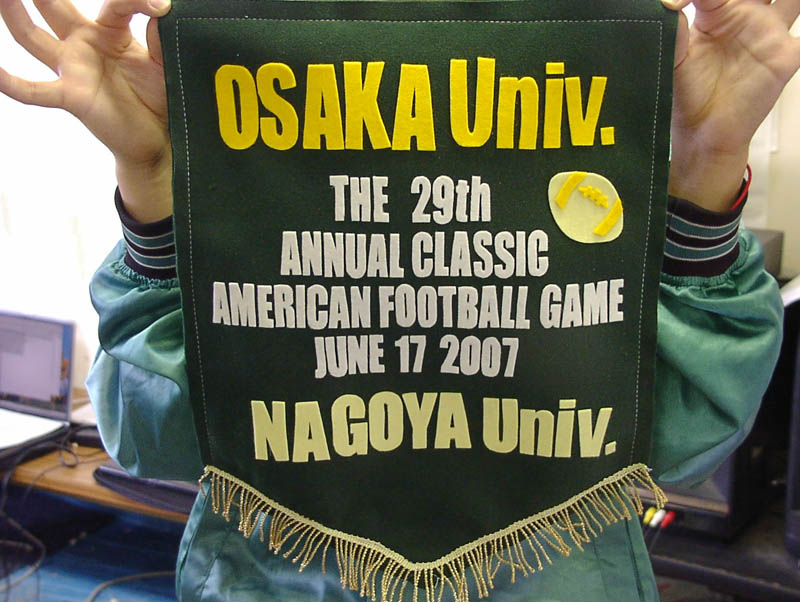 OSAKA Univ.
THE 29th
ANNUAL CLASSIC
AMERICAN FOOTBALL GAME
JUNE 17 2007
NAGOYA Univ.